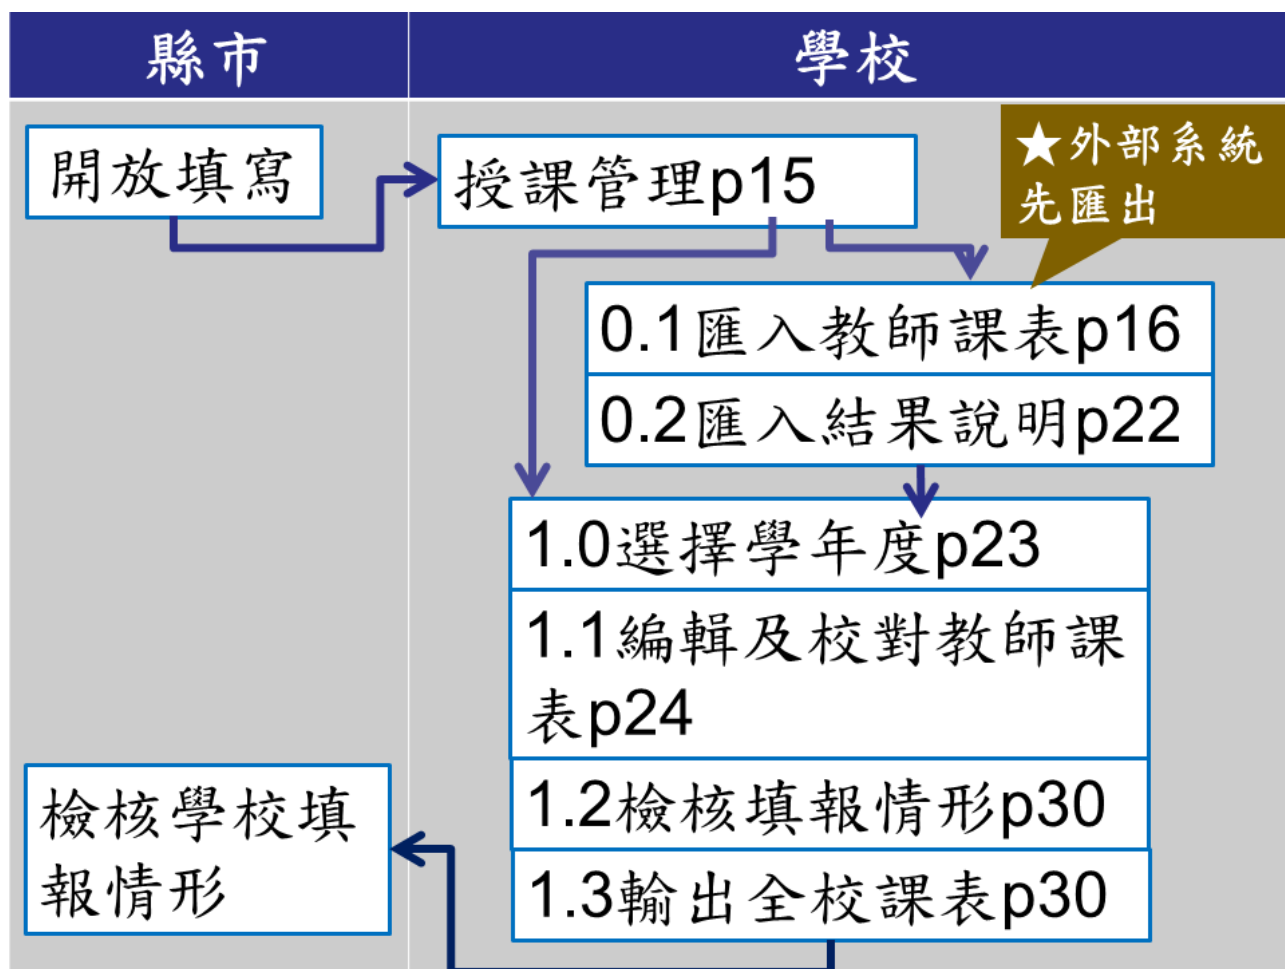 縣市
學校
開放填寫
授課管理p15
★外部系統
先匯出
0.1匯入教師課表p16
0.2匯入結果說明p22
1.0選擇學年度p23
1.1編輯及校對教師課
表p24
1.2檢核填報情形p30
1.3輸出全校課表p30
檢核學校填
報情形